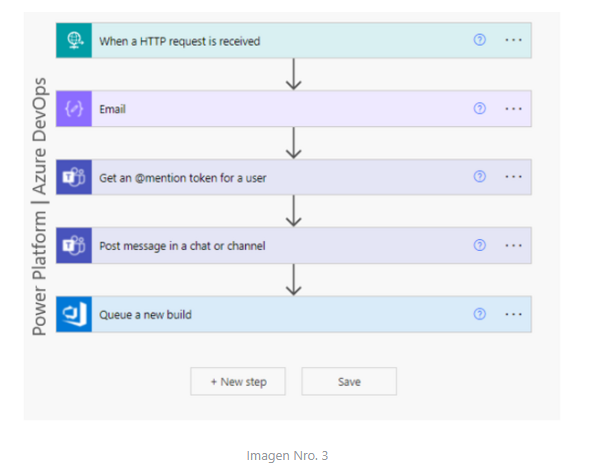 Power Platform | Azure DevOps
When a HTTP request is received
Email
Get an @mention token for a user
Post message in a chat or channel
Queue a new build
+ New step
Save
Imagen Nro. 3